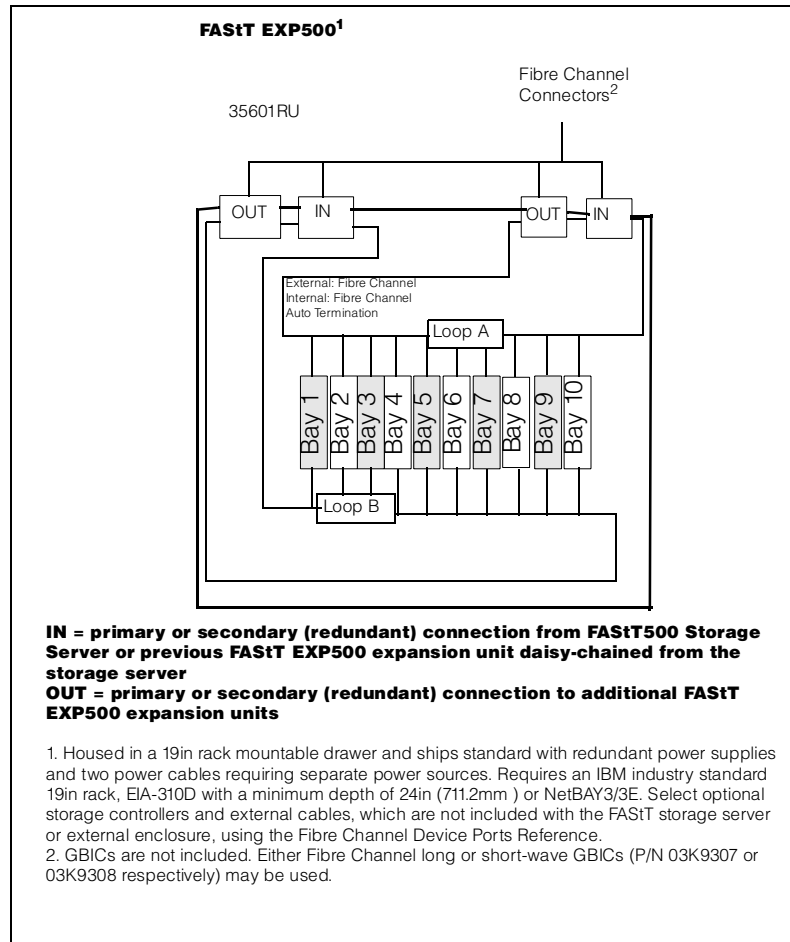 FAStT EXP500¹
Fibre Channel
Connectors²
35601RU
OUT
IN
OUT
IN
External: Fibre Channel
Internal: Fibre Channel
Auto Termination
Loop A
Bay 1
Bay 2
Bay 3
Bay 4
Bay 5
Bay 6
Bay 7
Bay 8
Bay 9
Bay 10
Loop B
IN = primary or secondary (redundant) connection from FAStT500 Storage
Server or previous FAStT EXP500 expansion unit daisy-chained from the
storage server
OUT = primary or secondary (redundant) connection to additional FAStT
EXP500 expansion units
1. Housed in a 19in rack mountable drawer and ships standard with redundant power supplies
and two power cables requiring separate power sources. Requires an IBM industry standard
19in rack, EIA-310D with a minimum depth of 24in (711.2mm ) or NetBAY3/3E. Select optional
storage controllers and external cables, which are not included with the FAStT storage server
or external enclosure, using the Fibre Channel Device Ports Reference.
2. GBICs are not included. Either Fibre Channel long or short-wave GBICs (P/N 03K9307 or
03K9308 respectively) may be used.